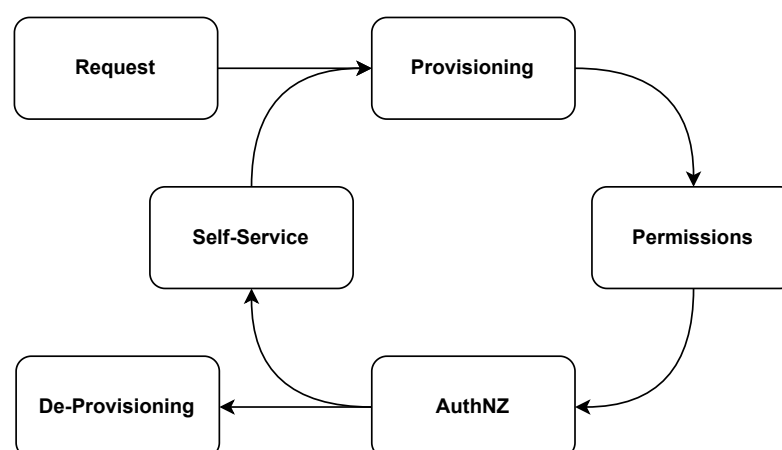 Request
Provisioning
Self-Service
Permissions
De-Provisioning
AuthNZ